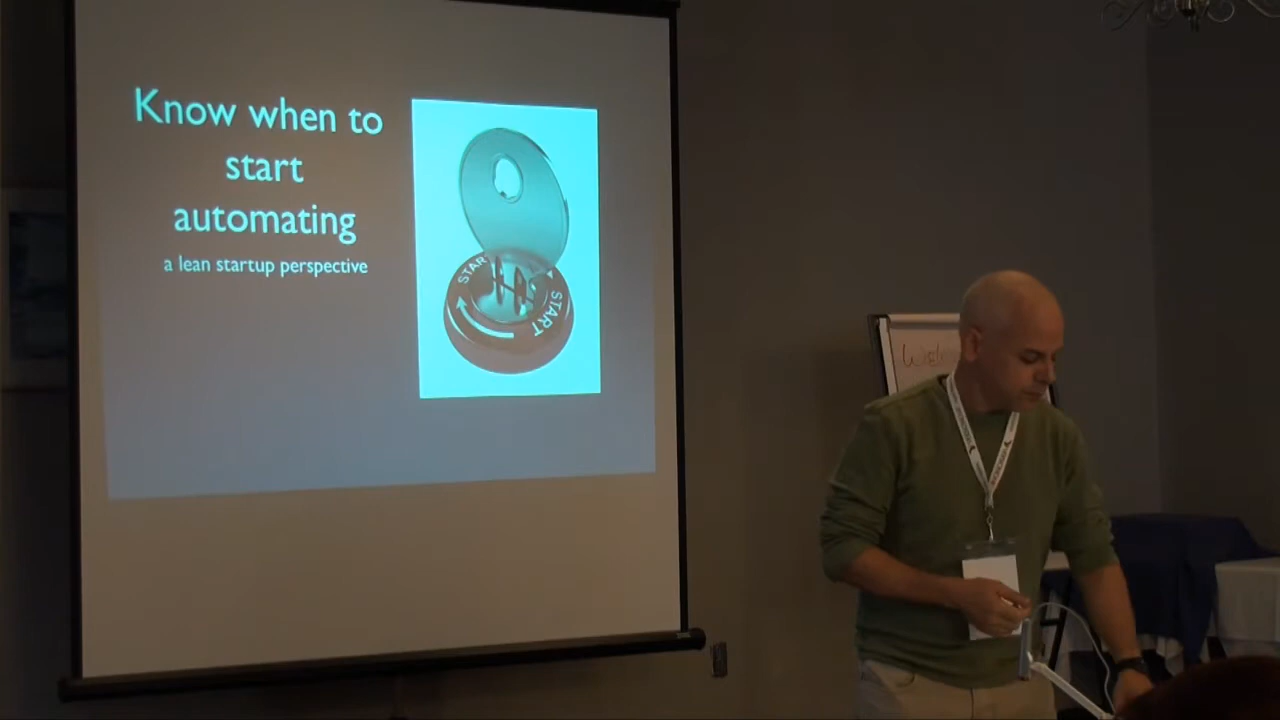 Know when to
start
automating
a lean startup perspective
START
START